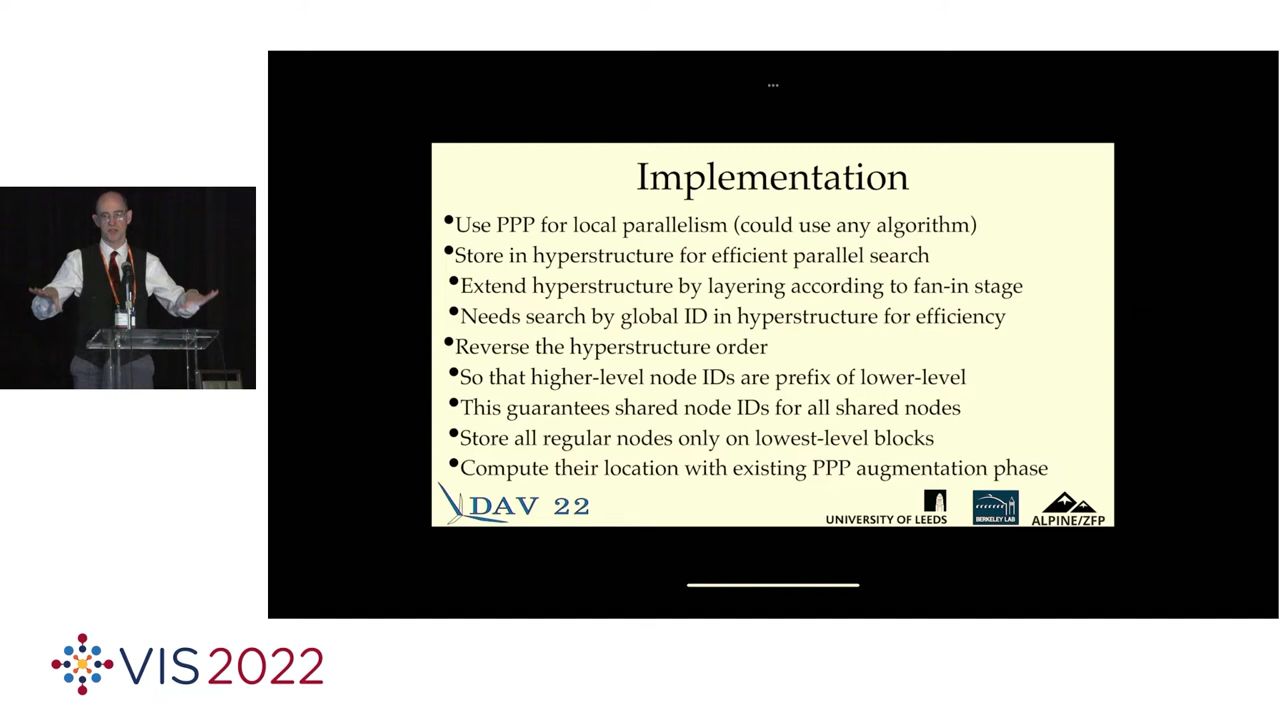 ...
Implementation
•Use PPP for local parallelism (could use any algorithm)
•Store in hyperstructure for efficient parallel search
•Extend hyperstructure by layering according to fan-in stage
•Needs search by global ID in hyperstructure for efficiency
•Reverse the hyperstructure order
•So that higher-level node IDs are prefix of lower-level
•This guarantees shared node IDs for all shared nodes
•Store all regular nodes only on lowest-level blocks
•Compute their location with existing PPP augmentation phase
LDAV 22
UNIVERSITY OF LEEDS
BERKELEY LAB
ALPINE/ZFP
VIS2022